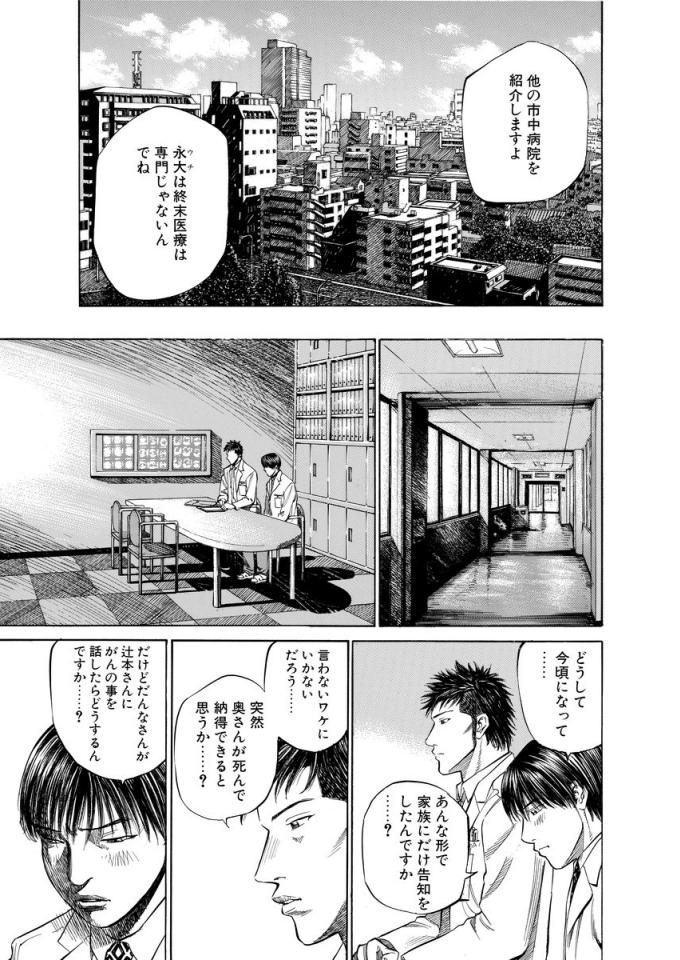 他の市中病院を
紹介しますよ
永大は終末医療は
ウチ
専門じゃないん
でね
どうして
今頃になって
……
あんな形で
家族にだけ告知を
したんですか
……？
言わないワケに
いかない
だろう…
突然
奥さんが死んで
納得できると
思うか……？
だけどだんなさんが
辻本さんに
がんの事を
話したらどうするん
ですか……？